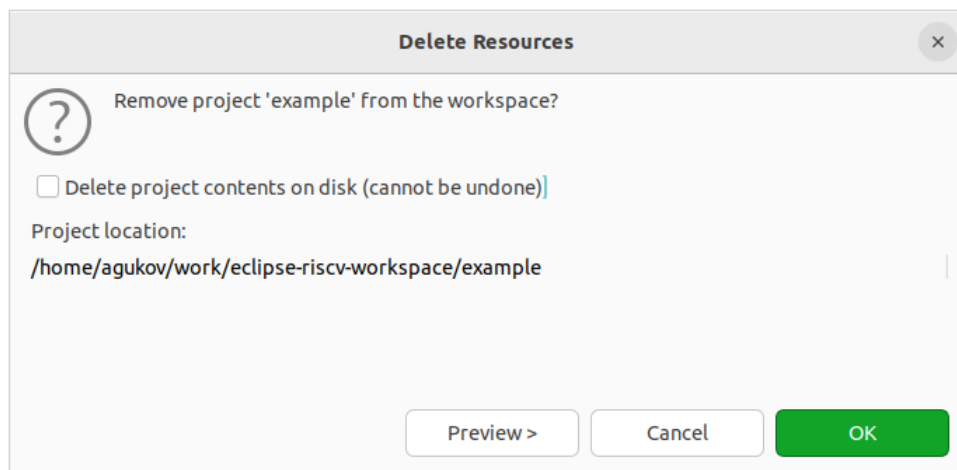 Delete Resources
Remove project 'example' from the workspace?
Delete project contents on disk (cannot be undone)
Project location:
/home/agukov/work/eclipse-riscv-workspace/example
Preview > Cancel OK